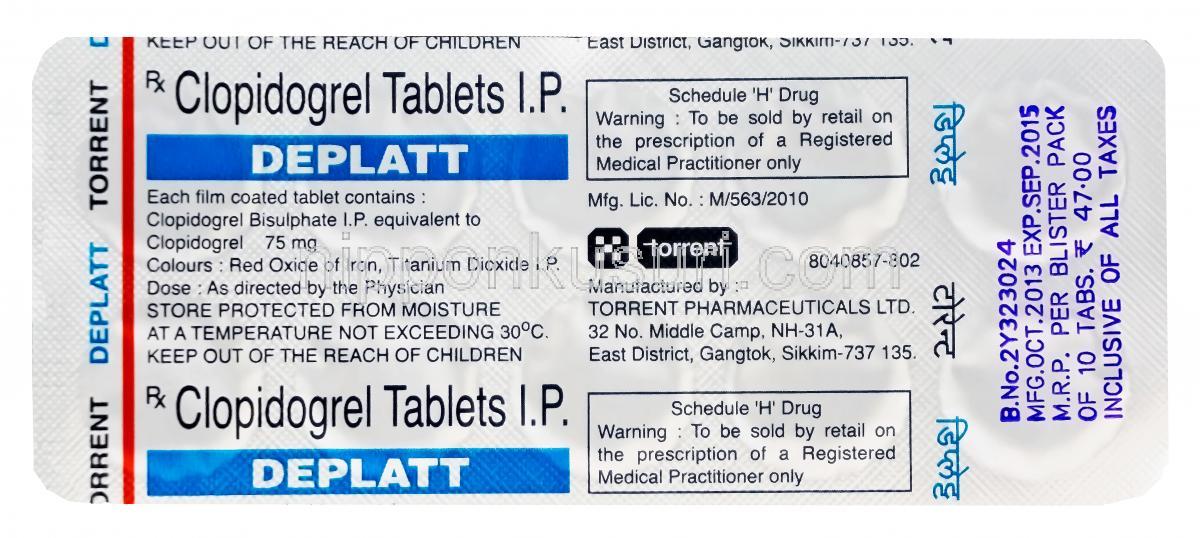 KEEP OUT OF THE REACH OF CHILDREN
East District, Gangtok, Sikkim-737 135.
Rx Clopidogrel Tablets I.P.
DEPLATT
Each film coated tablet contains :
Clopidogrel Bisulphate I.P. equivalent to
Clopidogrel 75 mg
Colours : Red Oxide of Iron, Titanium Dioxide I.P.
Dose : As directed by the Physician
STORE PROTECTED FROM MOISTURE
AT A TEMPERATURE NOT EXCEEDING 30°C.
KEEP OUT OF THE REACH OF CHILDREN
Schedule 'H' Drug
Warning : To be sold by retail on
the prescription of a Registered
Medical Practitioner only
Mfg. Lic. No. : M/563/2010
torrent
8040857-802
Manufactured by :
TORRENT PHARMACEUTICALS LTD.
32 No. Middle Camp, NH-31A,
East District, Gangtok, Sikkim-737 135.
Rx Clopidogrel Tablets I.P.
DEPLATT
Schedule 'H' Drug
Warning : To be sold by retail on
the prescription of a Registered
Medical Practitioner only
TORRENT DEPLATT TORRENT
डिप्लेट टोरेन्ट डिप्लेट
B.No.2Y323024
MFG.OCT.2013 EXP.SEP.2015
M.R.P. PER BLISTER PACK
OF 10 TABS. ₹ 47.00
INCLUSIVE OF ALL TAXES
nipponkusuri.com